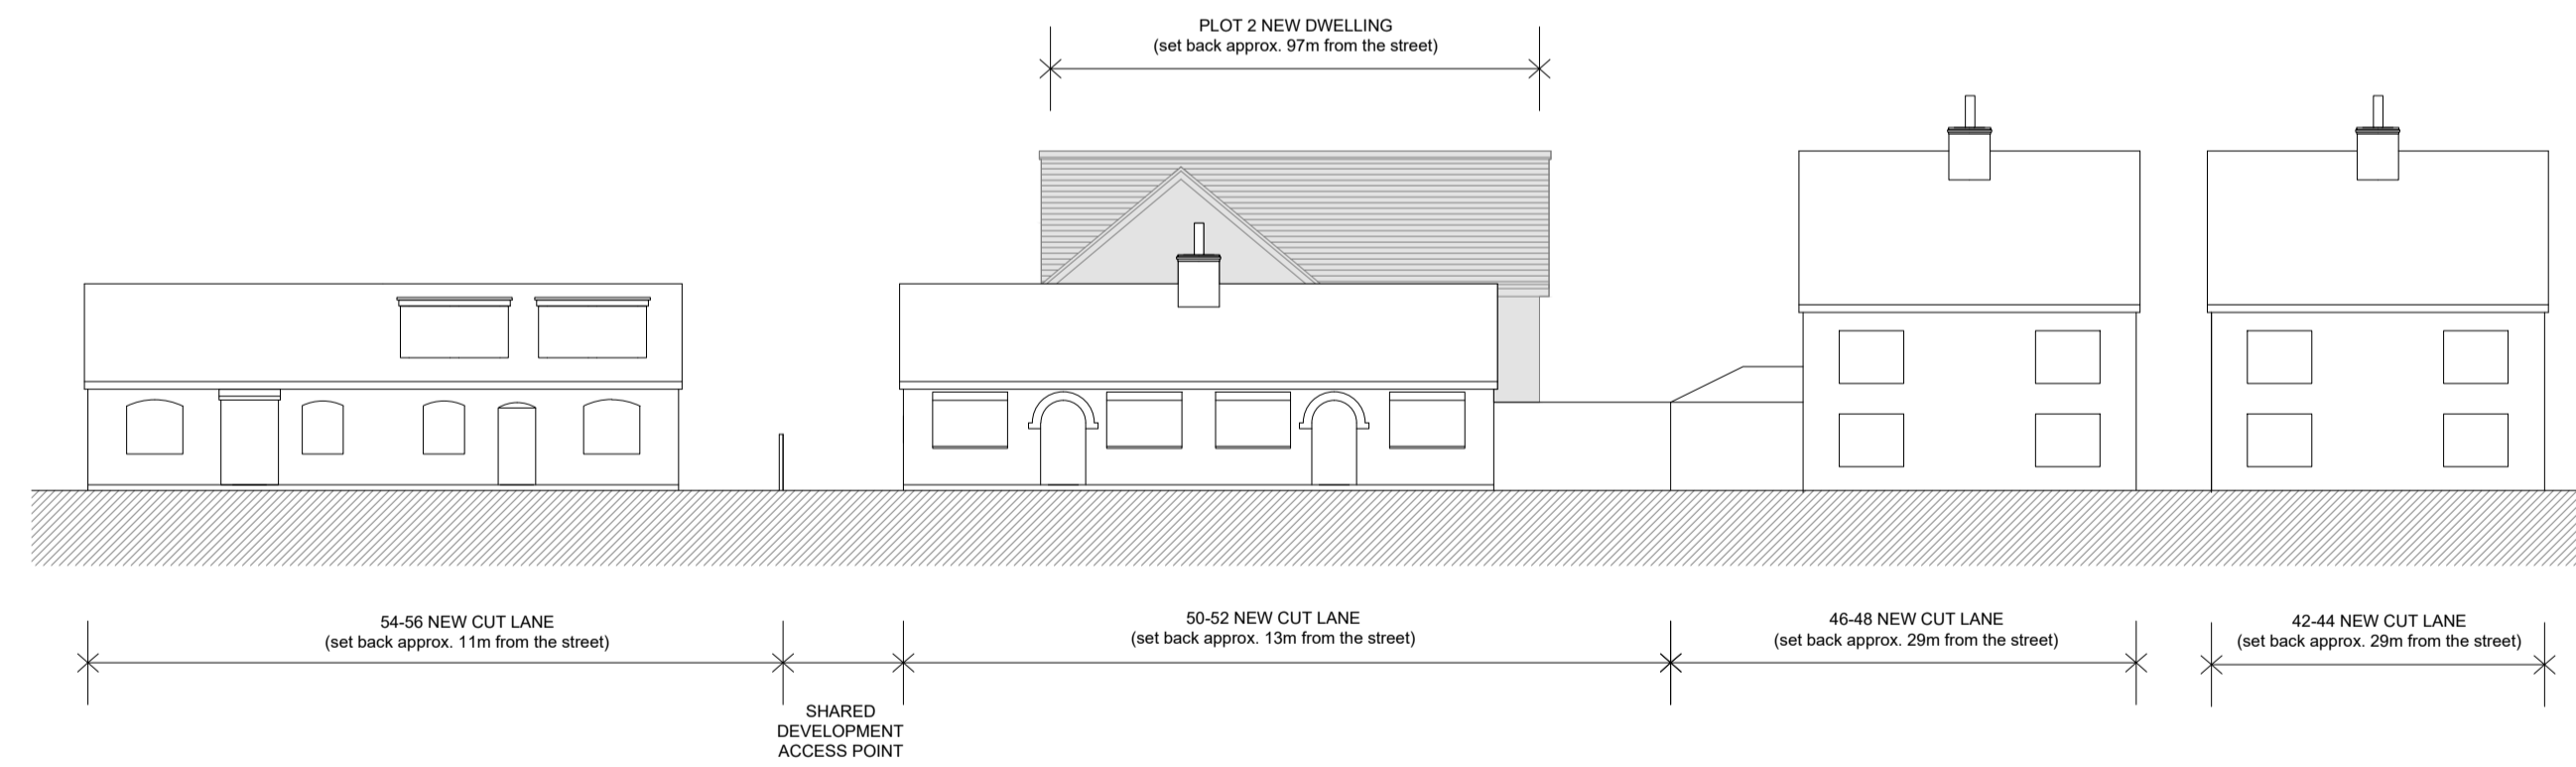 PLOT 2 NEW DWELLING
(set back approx. 97m from the street)
54-56 NEW CUT LANE
(set back approx. 11m from the street)
SHARED
DEVELOPMENT
ACCESS POINT
50-52 NEW CUT LANE
(set back approx. 13m from the street)
46-48 NEW CUT LANE
(set back approx. 29m from the street)
42-44 NEW CUT LANE
(set back approx. 29m from the street)